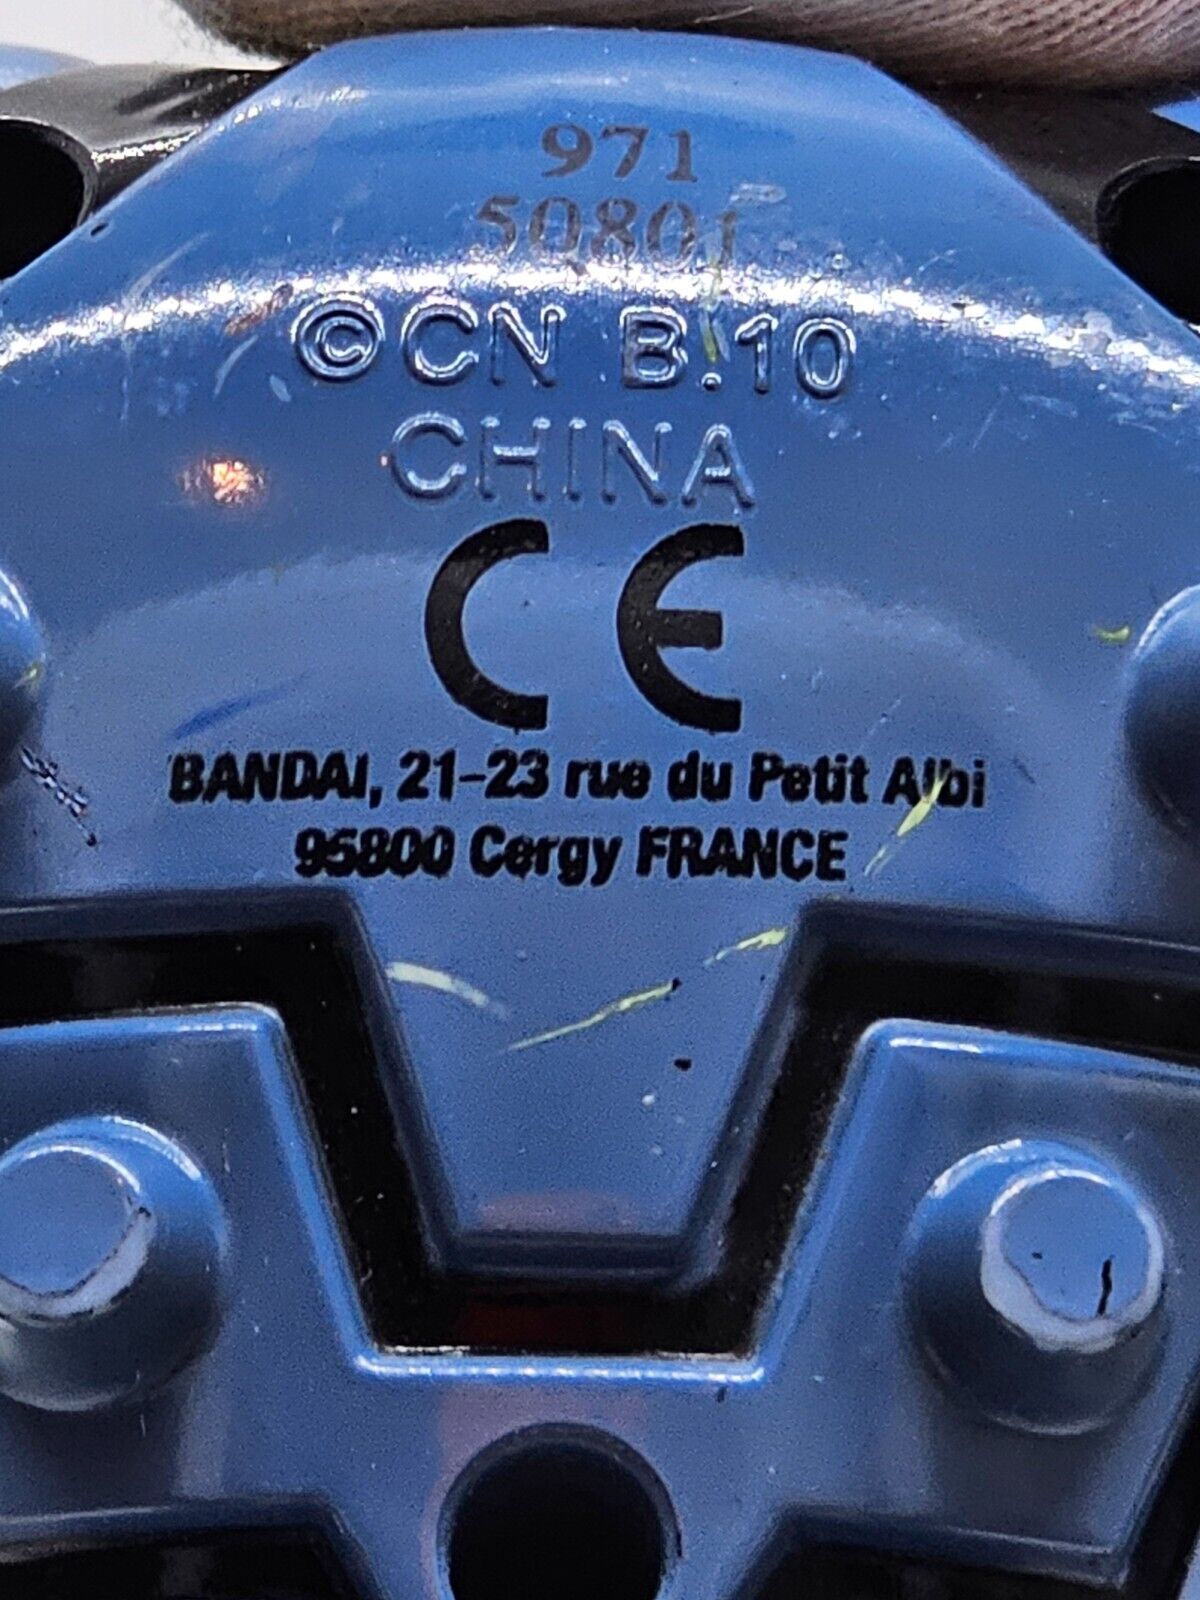 971
50801
©CN B.10
CHINA
CE
BANDAI, 21-23 rue du Petit Albi
95800 Cergy FRANCE